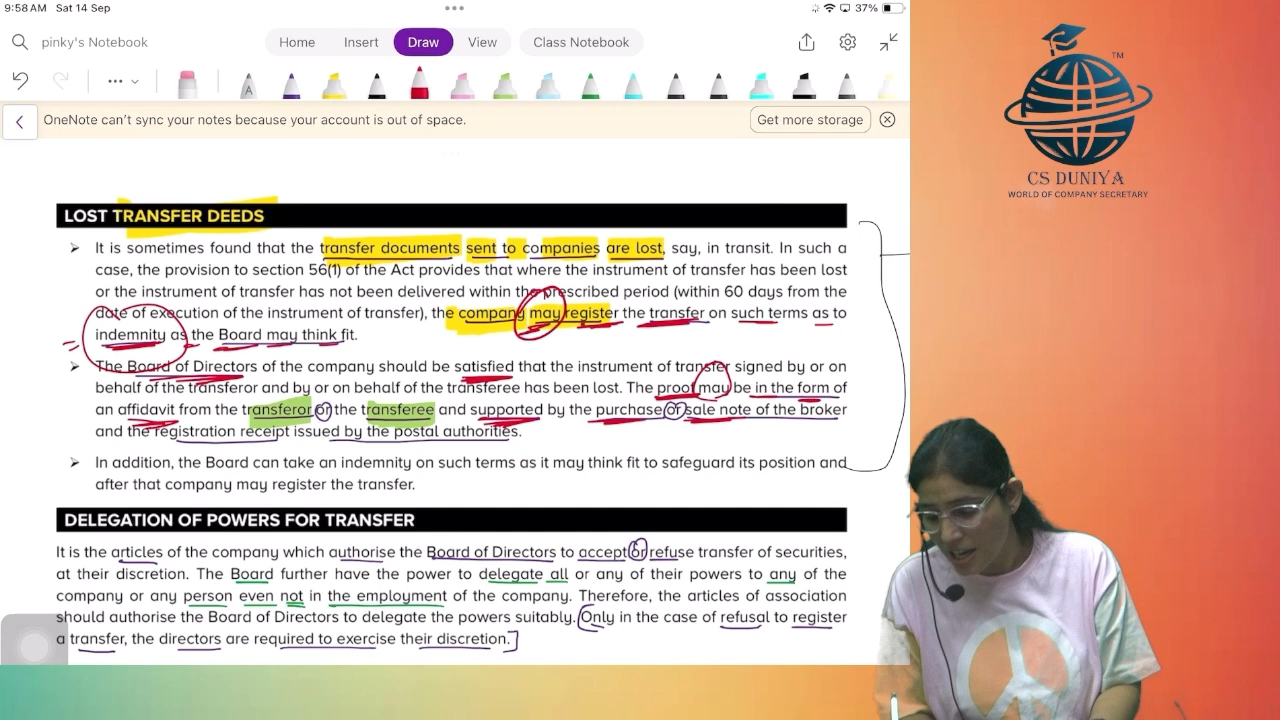 9:58 AM Sat 14 Sep
37%
pinky's Notebook
Home Insert Draw View Class Notebook
A
OneNote can't sync your notes because your account is out of space.
Get more storage
LOST TRANSFER DEEDS
It is sometimes found that the transfer documents sent to companies are lost, say, in transit. In such a
case, the provision to section 56(1) of the Act provides that where the instrument of transfer has been lost
or the instrument of transfer has not been delivered within the prescribed period (within 60 days from the
date of execution of the instrument of transfer), the company may register the transfer on such terms as to
indemnity as the Board may think fit.
The Board of Directors of the company should be satisfied that the instrument of transfer signed by or on
behalf of the transferor and by or on behalf of the transferee has been lost. The proof may be in the form of
an affidavit from the transferor or the transferee and supported by the purchase or sale note of the broker
and the registration receipt issued by the postal authorities.
In addition, the Board can take an indemnity on such terms as it may think fit to safeguard its position and
after that company may register the transfer.
DELEGATION OF POWERS FOR TRANSFER
It is the articles of the company which authorise the Board of Directors to accept or refuse transfer of securities,
at their discretion. The Board further have the power to delegate all or any of their powers to any of the
company or any person even not in the employment of the company. Therefore, the articles of association
should authorise the Board of Directors to delegate the powers suitably. Only in the case of refusal to register
a transfer, the directors are required to exercise their discretion.
TM
CS DUNIYA
WORLD OF COMPANY SECRETARY